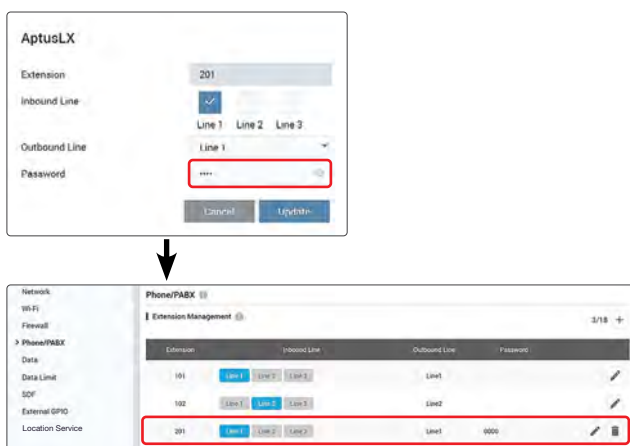 AptusLX
Extension 201
Inbound Line
Line 1 Line 2 Line 3
Outbound Line Line 1
Password ····
Cancel Update
Network
Wi-Fi
Firewall
> Phone/PABX
Data
Data Limit
SDF
External GPIO
Location Service
Phone/PABX
Extension Management 3/18 +
Extension Inbound Line Outbound Line Password
101 Line 1 Line 2 Line 3 Line1
102 Line 1 Line 2 Line 3 Line2
201 Line 1 Line 2 Line 3 Line1 0000